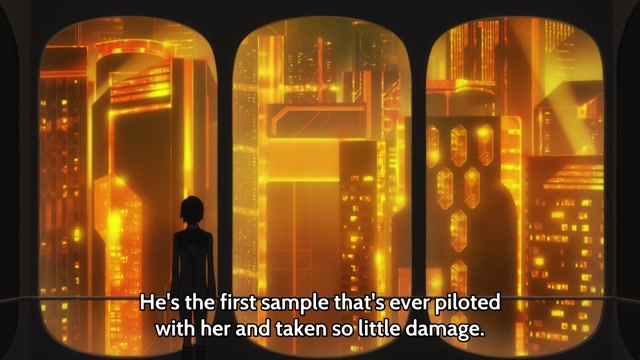 He's the first sample that's ever piloted
with her and taken so little damage.